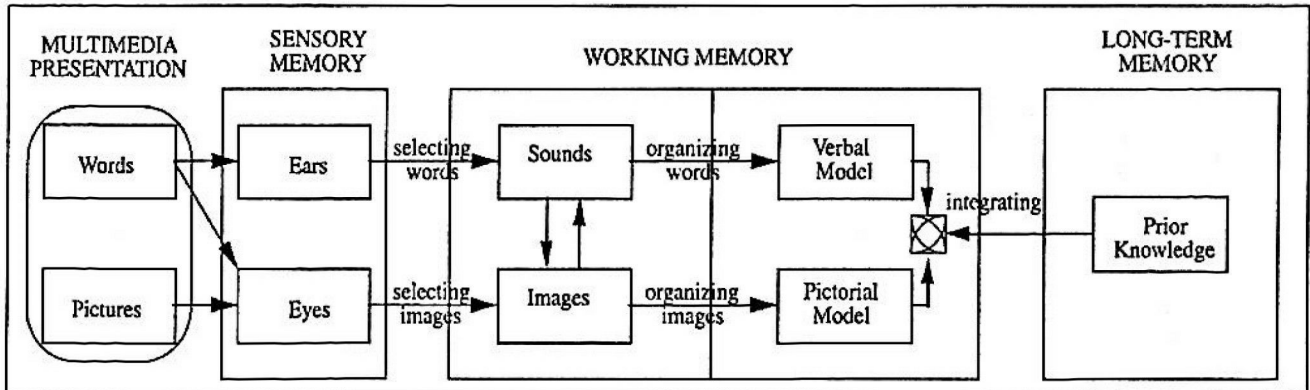 MULTIMEDIA
PRESENTATION
SENSORY
MEMORY
WORKING MEMORY
LONG-TERM
MEMORY
Words
Ears
selecting
words
Sounds
organizing
words
Verbal
Model
integrating
Prior
Knowledge
Pictures
Eyes
selecting
images
Images
organizing
images
Pictorial
Model